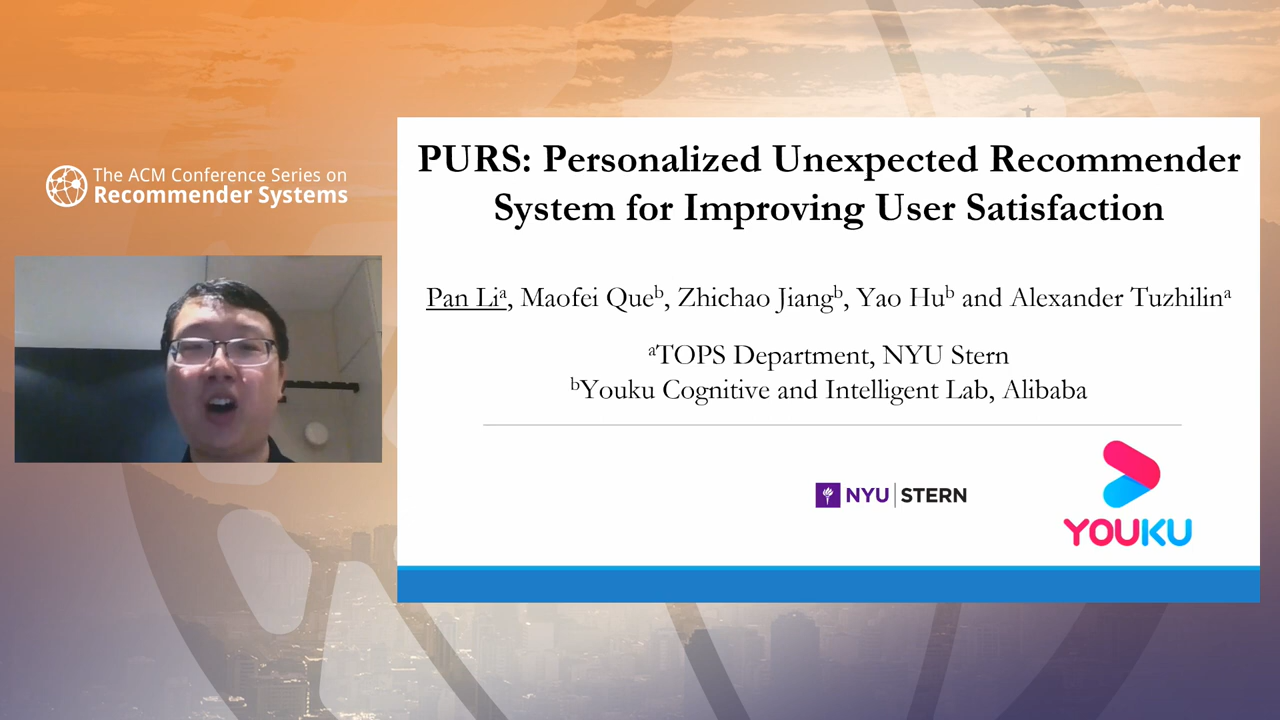 The ACM Conference Series on
Recommender Systems
PURS: Personalized Unexpected Recommender
System for Improving User Satisfaction
Pan Liᵃ, Maofei Queᵇ, Zhichao Jiangᵇ, Yao Huᵇ and Alexander Tuzhilinᵃ
ᵃTOPS Department, NYU Stern
ᵇYouku Cognitive and Intelligent Lab, Alibaba
NYU | STERN
YOUKU